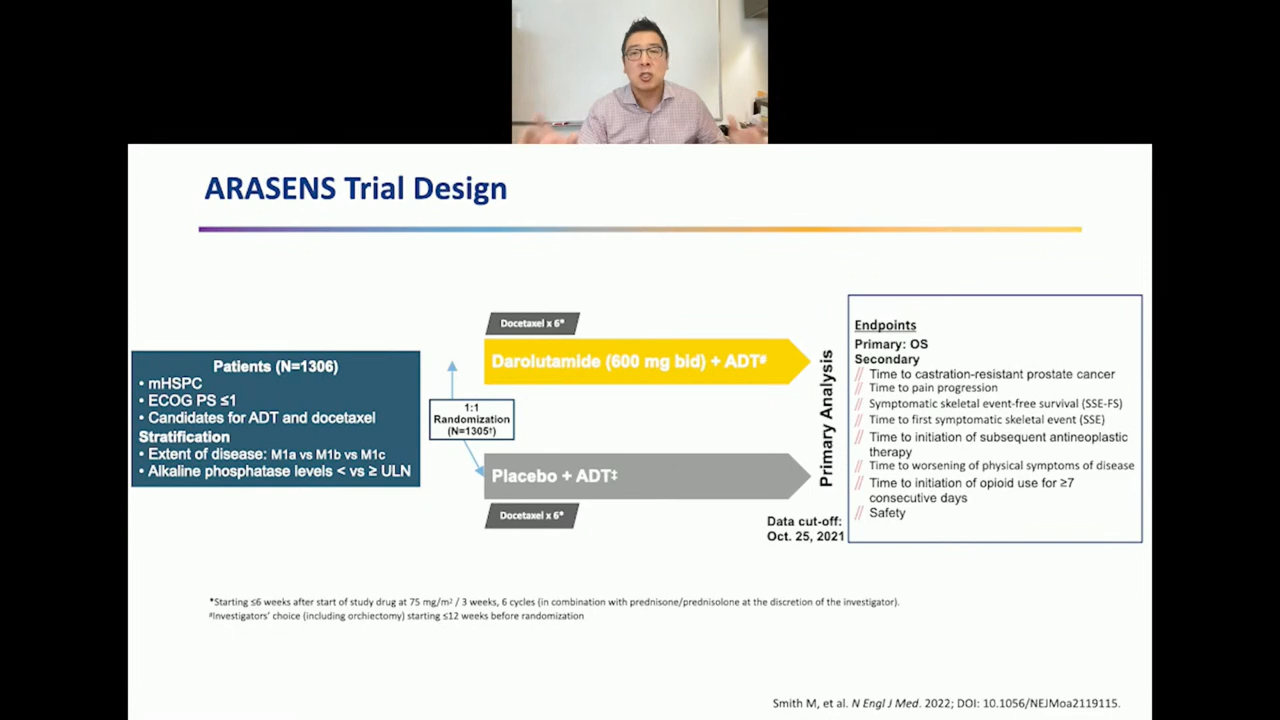 ARASENS Trial Design
Patients (N=1306)
• mHSPC
• ECOG PS ≤1
• Candidates for ADT and docetaxel
Stratification
• Extent of disease: M1a vs M1b vs M1c
• Alkaline phosphatase levels < vs ≥ ULN
1:1
Randomization
(N=1305†)
Docetaxel x 6*
Darolutamide (600 mg bid) + ADT#
Placebo + ADT‡
Docetaxel x 6*
Primary Analysis
Data cut-off:
Oct. 25, 2021
Endpoints
Primary: OS
Secondary
// Time to castration-resistant prostate cancer
// Time to pain progression
// Symptomatic skeletal event-free survival (SSE-FS)
// Time to first symptomatic skeletal event (SSE)
// Time to initiation of subsequent antineoplastic
therapy
// Time to worsening of physical symptoms of disease
// Time to initiation of opioid use for ≥7
consecutive days
// Safety
*Starting ≤6 weeks after start of study drug at 75 mg/m² / 3 weeks, 6 cycles (in combination with prednisone/prednisolone at the discretion of the investigator).
#Investigators' choice (including orchiectomy) starting ≤12 weeks before randomization
Smith M, et al. N Engl J Med. 2022; DOI: 10.1056/NEJMoa2119115.